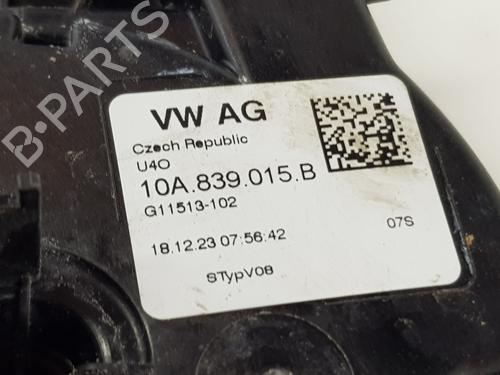 B-PARTS
VW AG
Czech Republic
U4O
10A.839.015.B
G11513-102
18.12.23 07:56:42
07S
STypV08